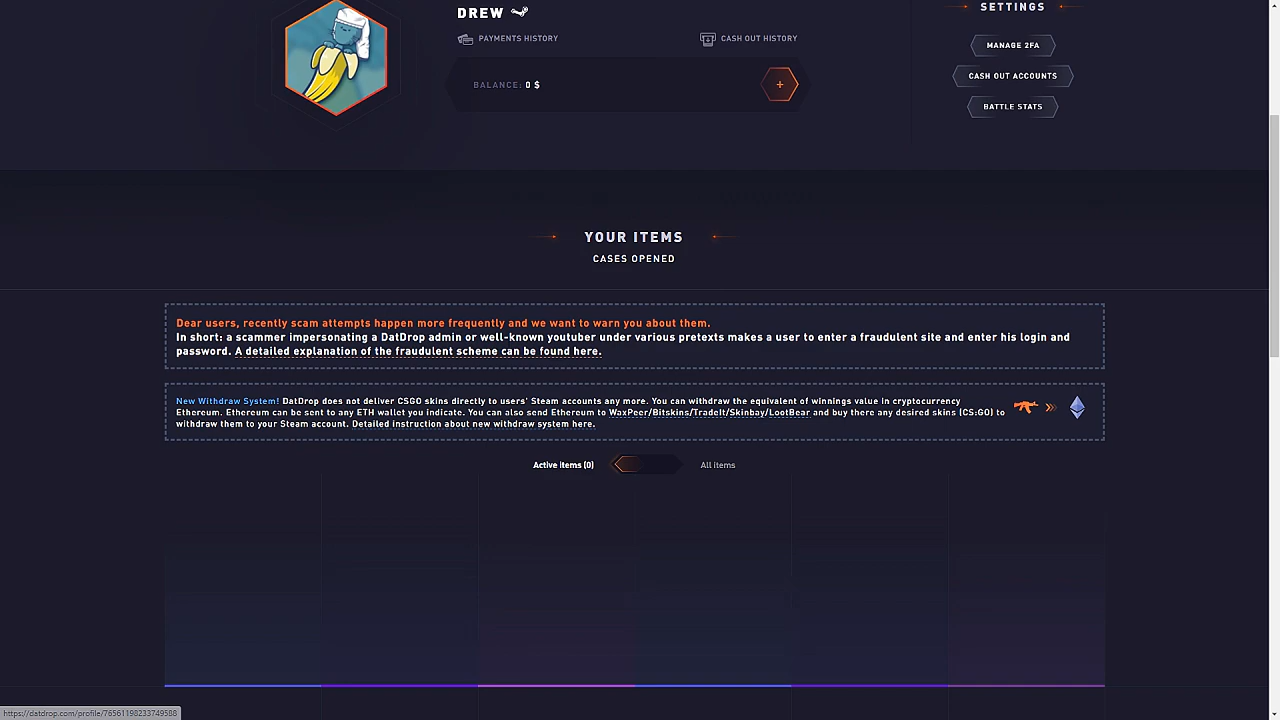 DREW
SETTINGS
PAYMENTS HISTORY
CASH OUT HISTORY
MANAGE 2FA
CASH OUT ACCOUNTS
BALANCE: 0 $
+
BATTLE STATS
YOUR ITEMS
CASES OPENED
Dear users, recently scam attempts happen more frequently and we want to warn you about them.
In short: a scammer impersonating a DatDrop admin or well-known youtuber under various pretexts makes a user to enter a fraudulent site and enter his login and
password. A detailed explanation of the fraudulent scheme can be found here.
New Withdraw System! DatDrop does not deliver CSGO skins directly to users' Steam accounts any more. You can withdraw the equivalent of winnings value in cryptocurrency
Ethereum. Ethereum can be sent to any ETH wallet you indicate. You can also send Ethereum to WaxPeer/Bitskins/TradeIt/Skinbay/LootBear and buy there any desired skins (CS:GO) to
withdraw them to your Steam account. Detailed instruction about new withdraw system here.
Active items (0)
All items
https://datdrop.com/profile/76561198233749588